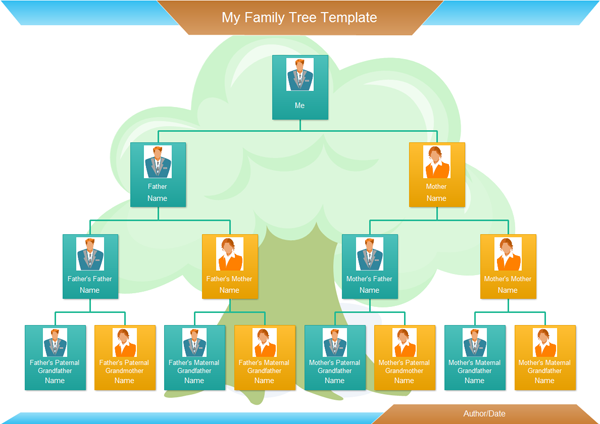 My Family Tree Template
Me
Father
Name
Mother
Name
Father's Father
Name
Father's Mother
Name
Mother's Father
Name
Mother's Mother
Name
Father's Paternal
Grandfather
Name
Father's Paternal
Grandmother
Name
Father's Maternal
Grandfather
Name
Father's Maternal
Grandfather
Name
Mother's Paternal
Grandfather
Name
Mother's Paternal
Grandmother
Name
Mother's Maternal
Grandfather
Name
Mother's Maternal
Grandfather
Name
Author/Date